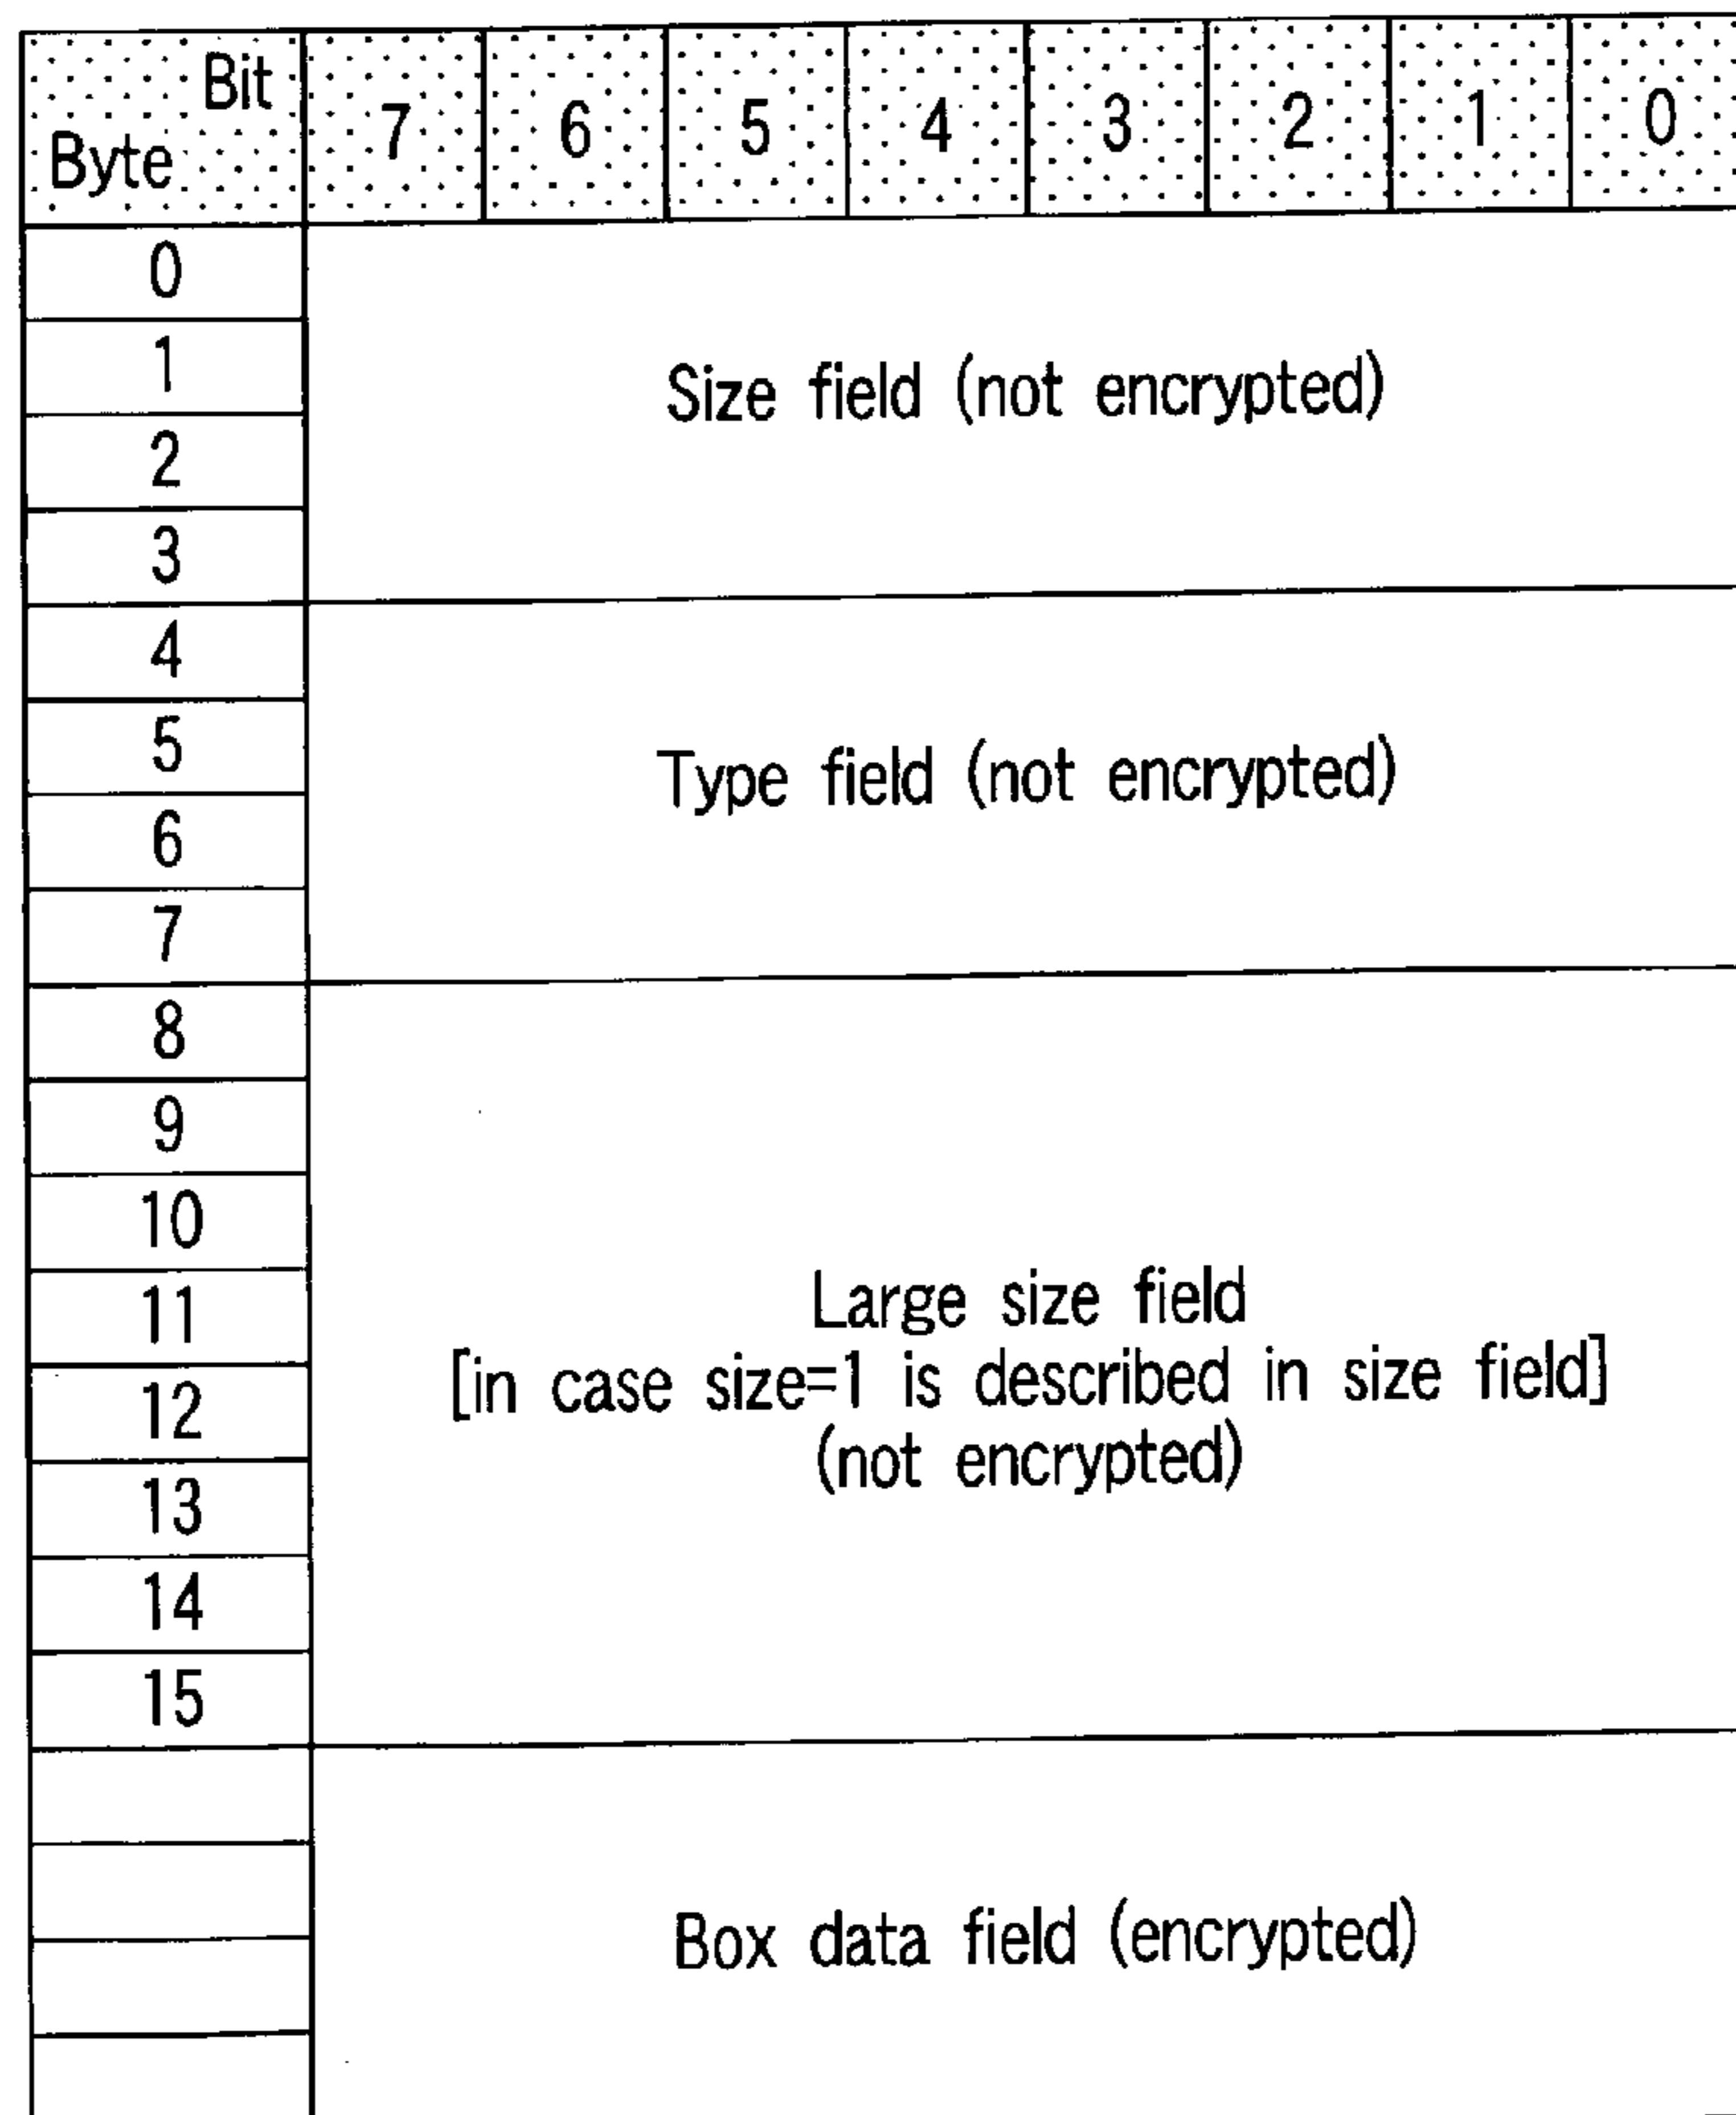 Bit
Byte 7 6 5 4 3 2 1 0
0
1
Size field (not encrypted)
2
3
4
5
Type field (not encrypted)
6
7
8
9
10
11
Large size field
[in case size=1 is described in size field]
12
(not encrypted)
13
14
15
Box data field (encrypted)